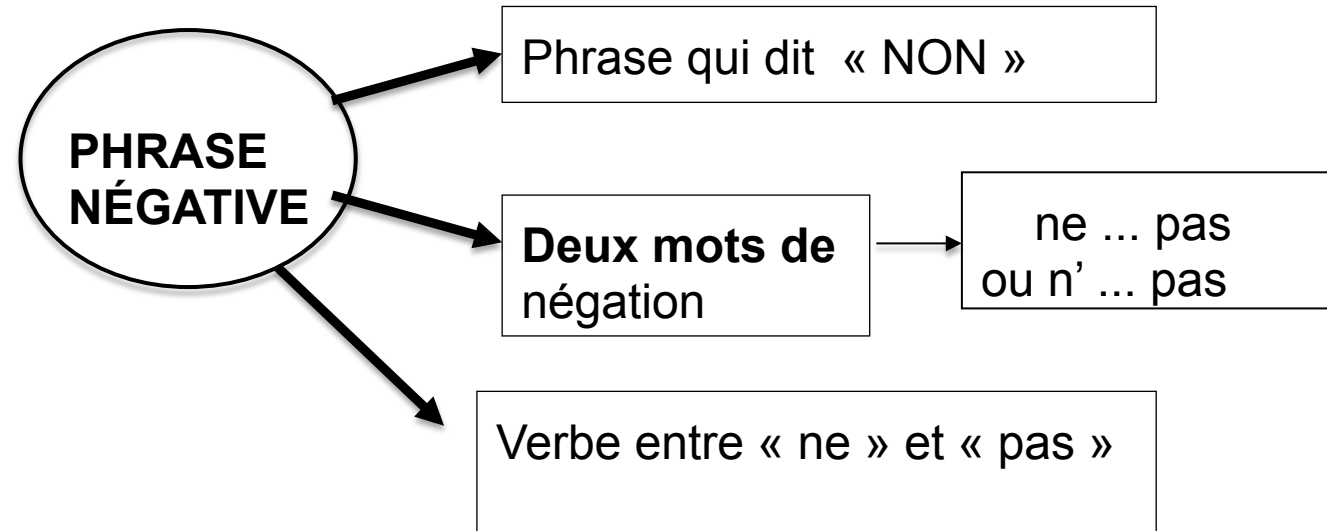 PHRASE
NÉGATIVE
Phrase qui dit « NON »
Deux mots de
négation
ne ... pas
ou n’ ... pas
Verbe entre « ne » et « pas »